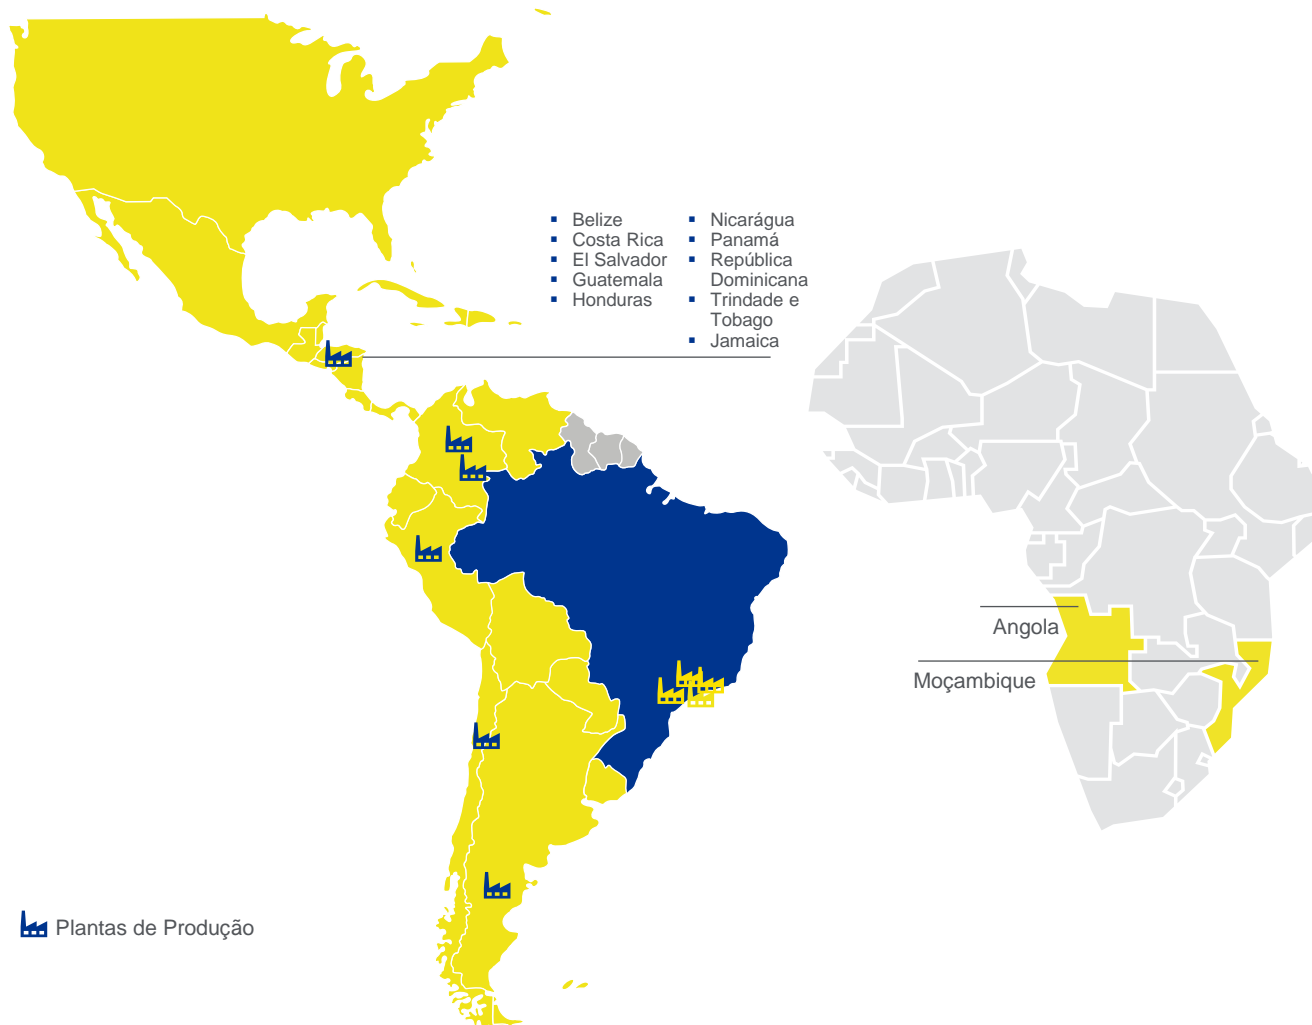 Belize
Costa Rica
El Salvador
Guatemala
Honduras
Nicarágua
Panamá
República
Dominicana
Trindade e
Tobago
Jamaica
Angola
Moçambique
Plantas de Produção